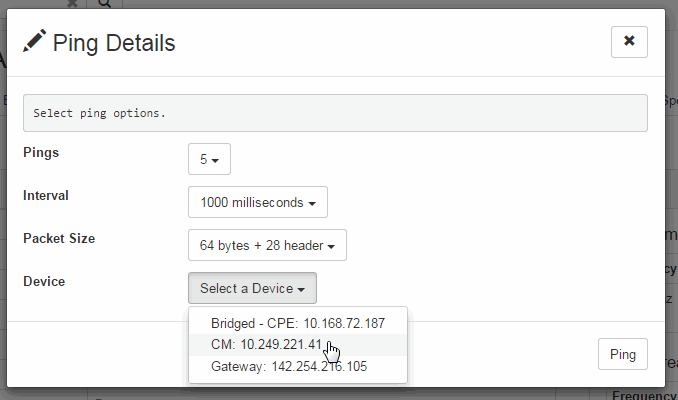 Ping Details
Select ping options.
Pings
5
Interval
1000 milliseconds
Packet Size
64 bytes + 28 header
Device
Select a Device
Bridged - CPE: 10.168.72.187
CM: 10.249.221.41
Gateway: 142.254.216.105
Ping
Frequency